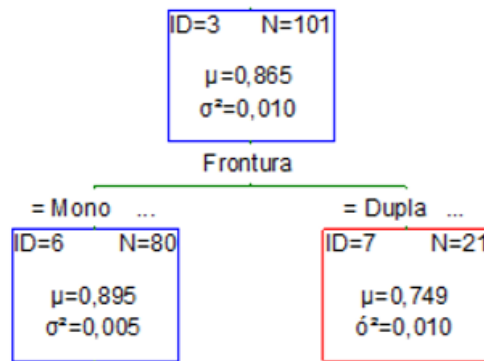 ID=3 N=101
µ=0,865
σ²=0,010
Frontura
= Mono ... = Dupla ...
ID=6 N=80 ID=7 N=21
µ=0,895 µ=0,749
σ²=0,005 ó²=0,010